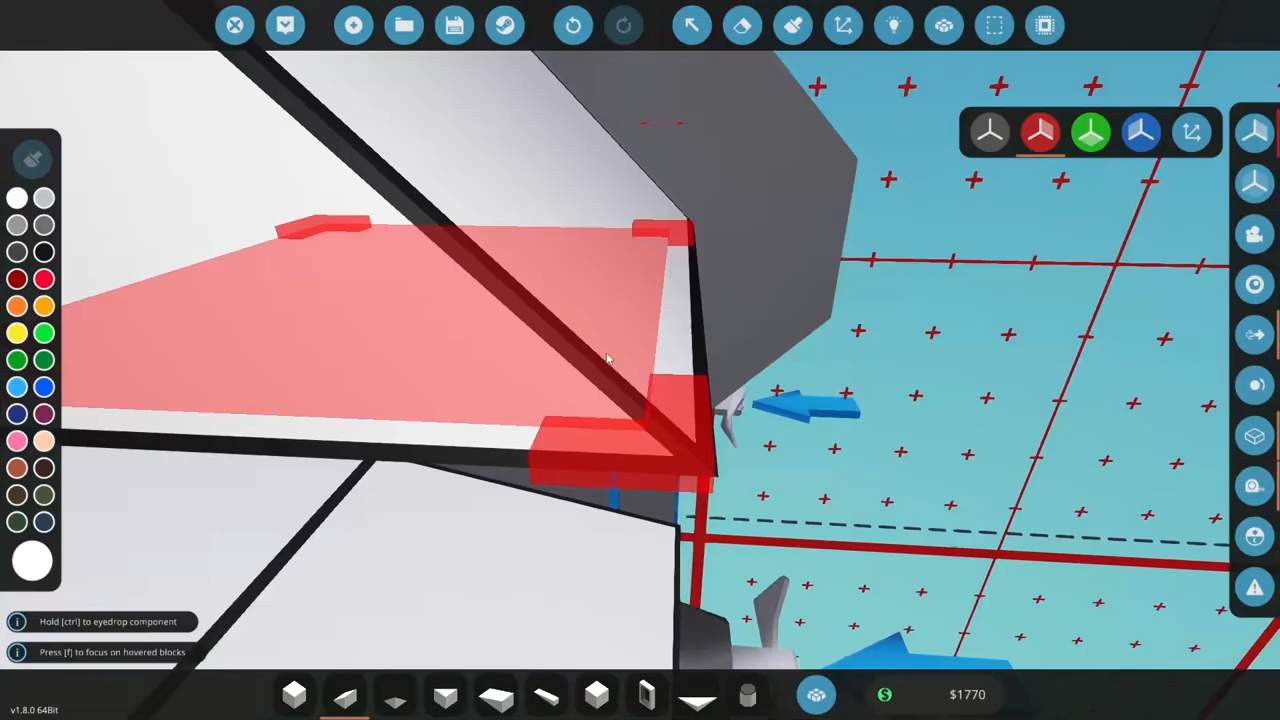 Hold [ctrl] to eyedrop component
Press [f] to focus on hovered blocks
$1770
v1.8.0 64Bit